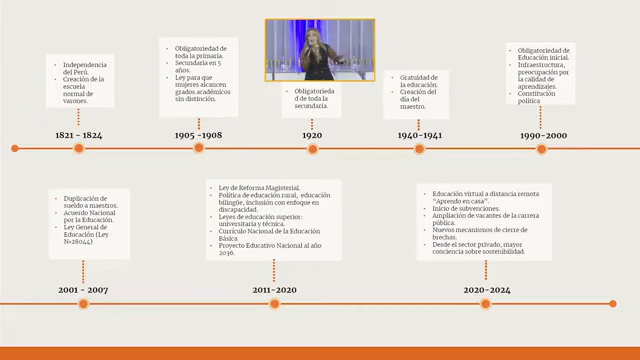 Independencia
del Perú.
Creación de la
escuela
normal de
varones.
1821 - 1824
Obligatoriedad de
toda la primaria.
Secundaria en 5
años.
Ley para que
mujeres alcancen
grados académicos
sin distinción.
1905 -1908
Obligatorieda
d de toda la
secundaria.
1920
Gratuidad de
la educación.
Creación del
día del
maestro.
1940-1941
Obligatoriedad de
Educación inicial.
Infraestructura,
preocupación por
la calidad de
aprendizajes.
Constitución
política
1990-2000
Duplicación de
sueldo a maestros.
Acuerdo Nacional
por la Educación.
Ley General de
Educación (Ley
N°28044)
2001 - 2007
Ley de Reforma Magisterial.
Política de educación rural, educación
bilingüe, inclusión con enfoque en
discapacidad.
Leyes de educación superior:
universitaria y técnica.
Currículo Nacional de la Educación
Básica
Proyecto Educativo Nacional al año
2036.
2011-2020
Educación virtual a distancia remota
"Aprendo en casa".
Inicio de subvenciones.
Ampliación de vacantes de la carrera
pública.
Nuevos mecanismos de cierre de
brechas.
Desde el sector privado, mayor
conciencia sobre sostenibilidad.
2020-2024